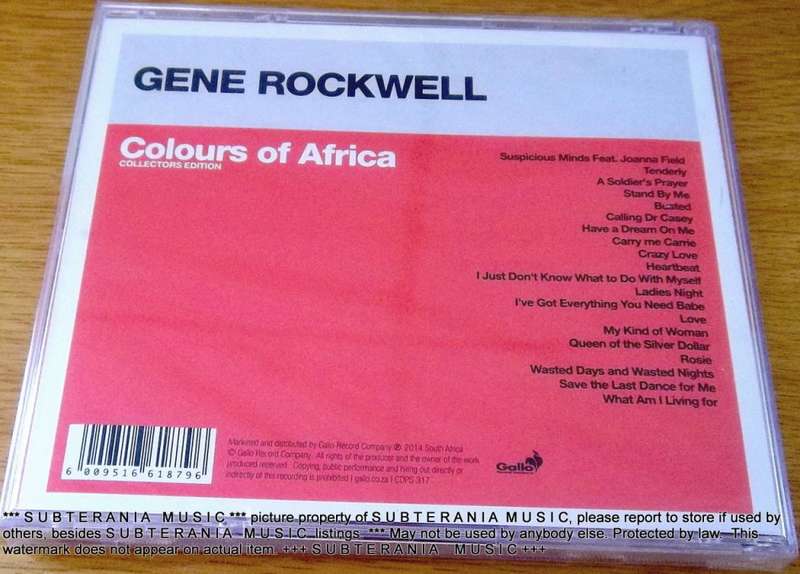 GENE ROCKWELL
Colours of Africa
COLLECTORS EDITION
Suspicious Minds Feat. Joanna Field
Tenderly
A Soldier's Prayer
Stand By Me
Busted
Calling Dr Casey
Have a Dream On Me
Carry me Carrie
Crazy Love
Heartbeat
I Just Don't Know What to Do With Myself
Ladies Night
I've Got Everything You Need Babe
Love
My Kind of Woman
Queen of the Silver Dollar
Rosie
Wasted Days and Wasted Nights
Save the Last Dance for Me
What Am I Living for
6 009516 618796
Marketed and distributed by Gallo Record Company ℗ 2014 South Africa
© Gallo Record Company. All rights of the producer and the owner of the work
produced reserved. Copying, public performance and hiring out directly or
indirectly of this recording is prohibited | gallo.co.za | CDPS 317
Gallo
*** S U B T E R A N I A M U S I C *** picture property of S U B T E R A N I A M U S I C, please report to store if used by
others, besides S U B T E R A N I A M U S I C listings. *** May not be used by anybody else. Protected by law. This
watermark does not appear on actual item. +++ S U B T E R A N I A M U S I C +++